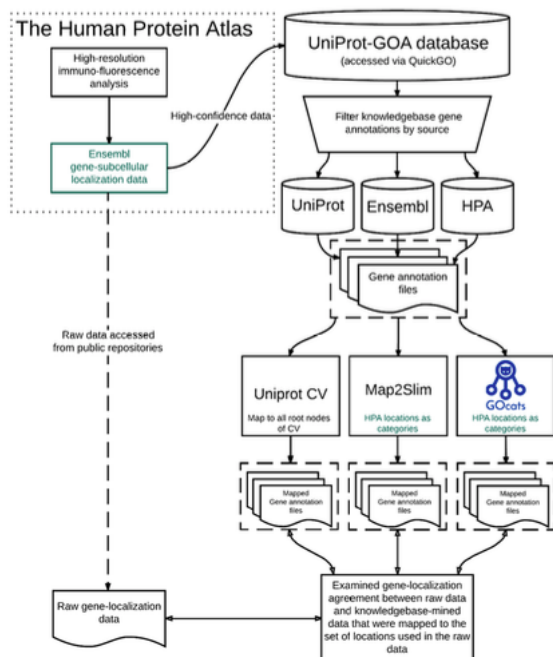 The Human Protein Atlas
High-resolution
immuno-fluorescence
analysis
Ensembl
gene-subcellular
localization data
High-confidence data
UniProt-GOA database
(accessed via QuickGO)
Filter knowledgebase gene
annotations by source
UniProt
Ensembl
HPA
Gene annotation
files
Raw data accessed
from public repositories
Uniprot CV
Map to all root nodes
of CV
Map2Slim
HPA locations as
categories
GOcats
HPA locations as
categories
Mapped
Gene annotation
files
Mapped
Gene annotation
files
Mapped
Gene annotation
files
Raw gene-localization
data
Examined gene-localization
agreement between raw data
and knowledgebase-mined
data that were mapped to the
set of locations used in the raw
data